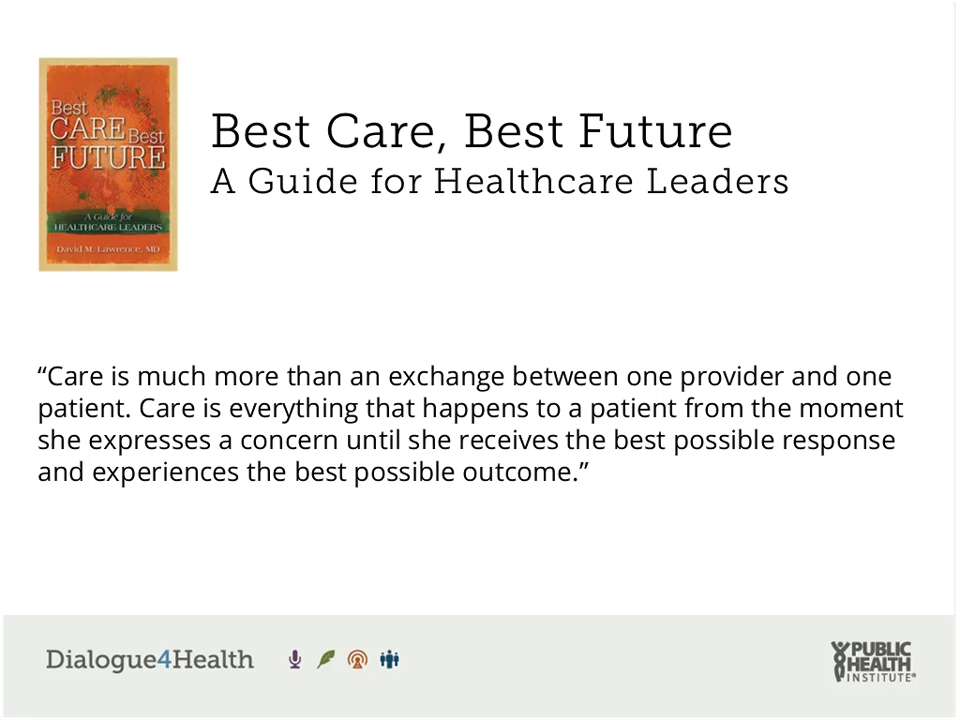 Best
CARE Best
FUTURE
A Guide for
HEALTHCARE LEADERS
David M. Lawrence, MD
Best Care, Best Future
A Guide for Healthcare Leaders
“Care is much more than an exchange between one provider and one
patient. Care is everything that happens to a patient from the moment
she expresses a concern until she receives the best possible response
and experiences the best possible outcome.”
Dialogue4Health
PUBLIC
HEALTH
INSTITUTE®